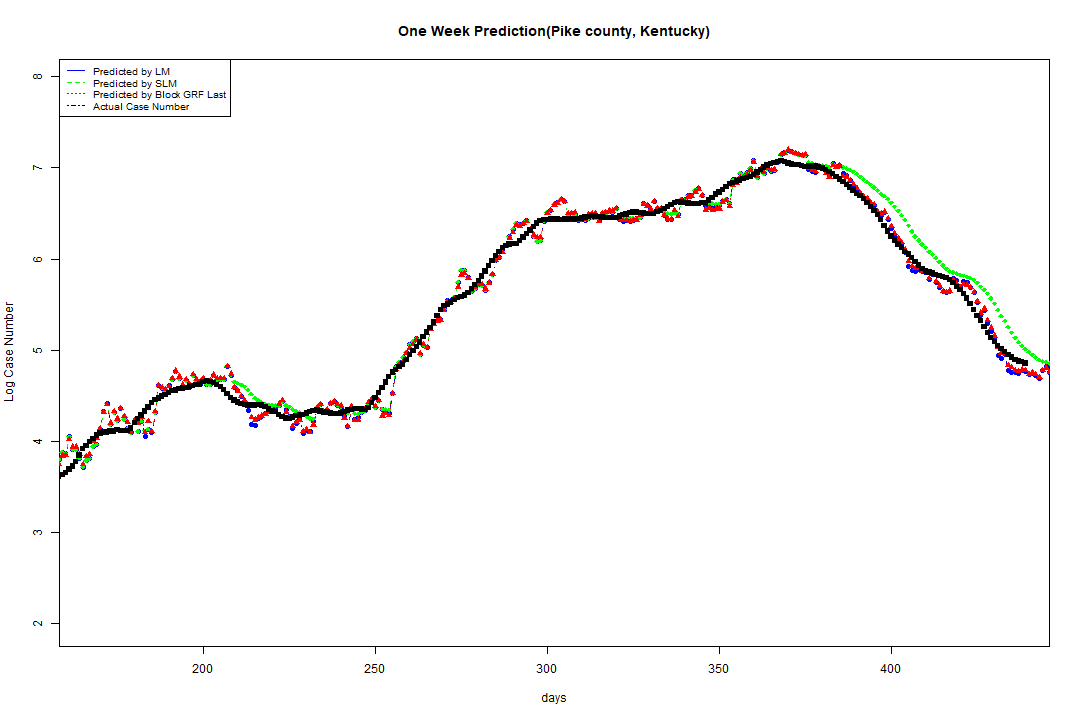 One Week Prediction(Pike county, Kentucky)
Predicted by LM
Predicted by SLM
Predicted by Block GRF Last
Actual Case Number
8
7
6
5
4
3
2
Log Case Number
200
250
300
350
400
days